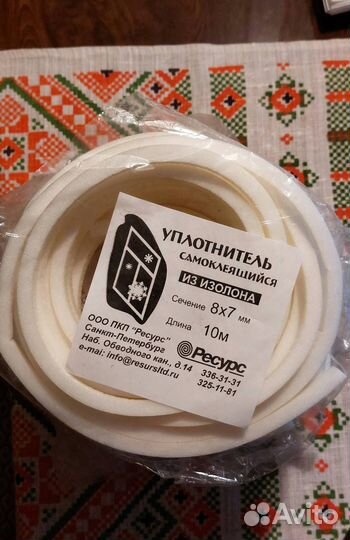 УПЛОТНИТЕЛЬ
САМОКЛЕЯЩИЙСЯ
ИЗ ИЗОЛОНА
Сечение 8х7 мм
Длина 10м
ООО ПКП "Ресурс"
Санкт-Петербург
Наб. Обводного кан., д.14
e-mai: info@resursltd.ru
Ресурс
336-31-31
325-11-81
Avito